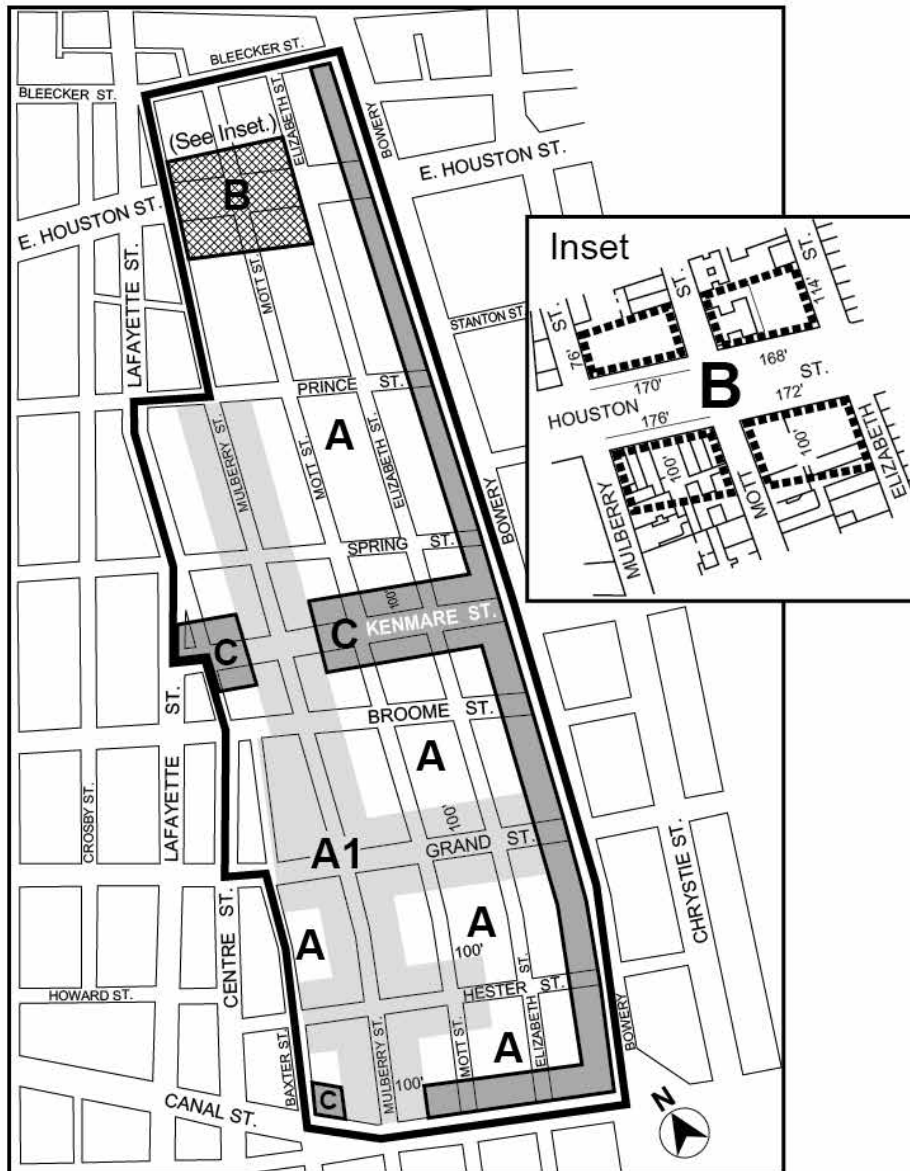 BLEECKER ST.
BLEECKER ST.
ELIZABETH ST.
BOWERY
(See Inset.)
E. HOUSTON ST.
B
E. HOUSTON ST.
LAFAYETTE ST.
MOTT ST.
STANTON ST.
PRINCE ST.
A
MULBERRY ST.
MOTT ST.
ELIZABETH ST.
BOWERY
SPRING ST.
100'
C
C
KENMARE ST.
BROOME ST.
A
CROSBY ST.
LAFAYETTE ST.
100'
GRAND ST.
A1
CHRYSTIE ST.
A
A
CENTRE ST.
100'
HOWARD ST.
HESTER ST.
BAXTER ST.
MULBERRY ST.
MOTT ST.
A
ELIZABETH ST.
BOWERY
100'
C
CANAL ST.
N
Inset
ST.
ST.
ST.
76'
114'
170'
168'
B
ST.
HOUSTON
176'
172'
100'
100'
MULBERRY
MOTT
ELIZABETH